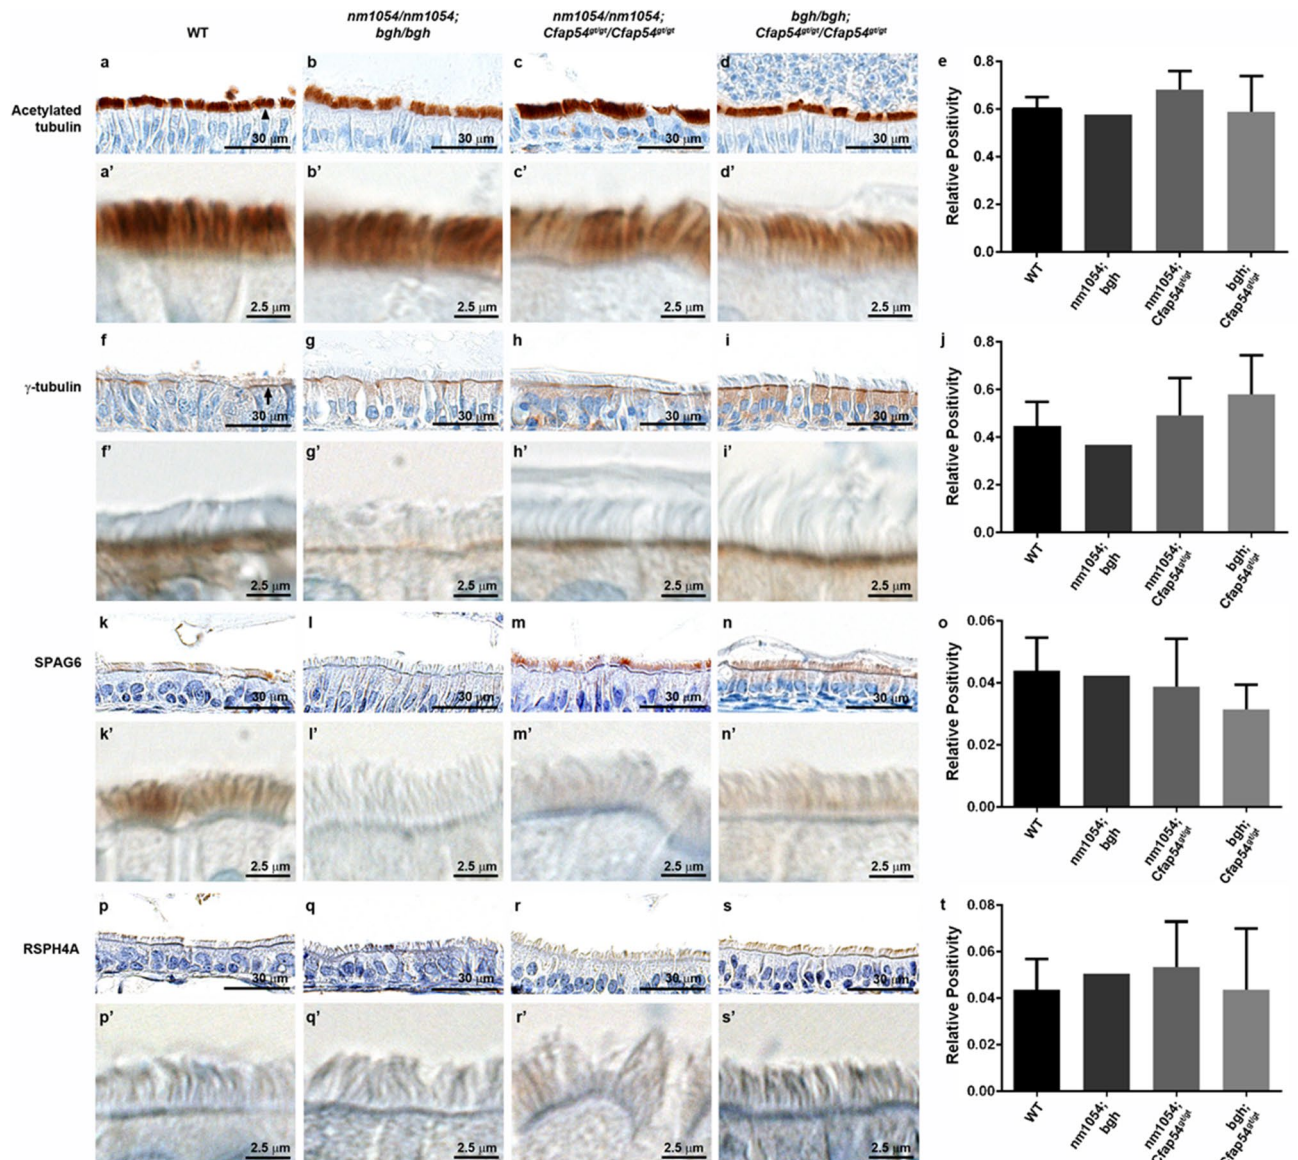 WT
nm1054/nm1054;
bgh/bgh
nm1054/nm1054;
Cfap54gt/gt/Cfap54gt/gt
bgh/bgh;
Cfap54gt/gt/Cfap54gt/gt
Acetylated
tubulin
a
30 μm
b
30 μm
c
30 μm
d
30 μm
a’
2.5 μm
b’
2.5 μm
c’
2.5 μm
d’
2.5 μm
e
Relative Positivity
0.8
0.6
0.4
0.2
0.0
WT
nm1054;
bgh
nm1054;
Cfap54gt/gt
bgh;
Cfap54gt/gt
γ-tubulin
f
30 μm
g
30 μm
h
30 μm
i
30 μm
f’
2.5 μm
g’
2.5 μm
h’
2.5 μm
i’
2.5 μm
j
Relative Positivity
0.8
0.6
0.4
0.2
0.0
WT
nm1054;
bgh
nm1054;
Cfap54gt/gt
bgh;
Cfap54gt/gt
SPAG6
k
30 μm
l
30 μm
m
30 μm
n
30 μm
k’
2.5 μm
l’
2.5 μm
m’
2.5 μm
n’
2.5 μm
o
Relative Positivity
0.06
0.04
0.02
0.00
WT
nm1054;
bgh
nm1054;
Cfap54gt/gt
bgh;
Cfap54gt/gt
RSPH4A
p
30 μm
q
30 μm
r
30 μm
s
30 μm
p’
2.5 μm
q’
2.5 μm
r’
2.5 μm
s’
2.5 μm
t
Relative Positivity
0.08
0.06
0.04
0.02
0.00
WT
nm1054;
bgh
nm1054;
Cfap54gt/gt
bgh;
Cfap54gt/gt